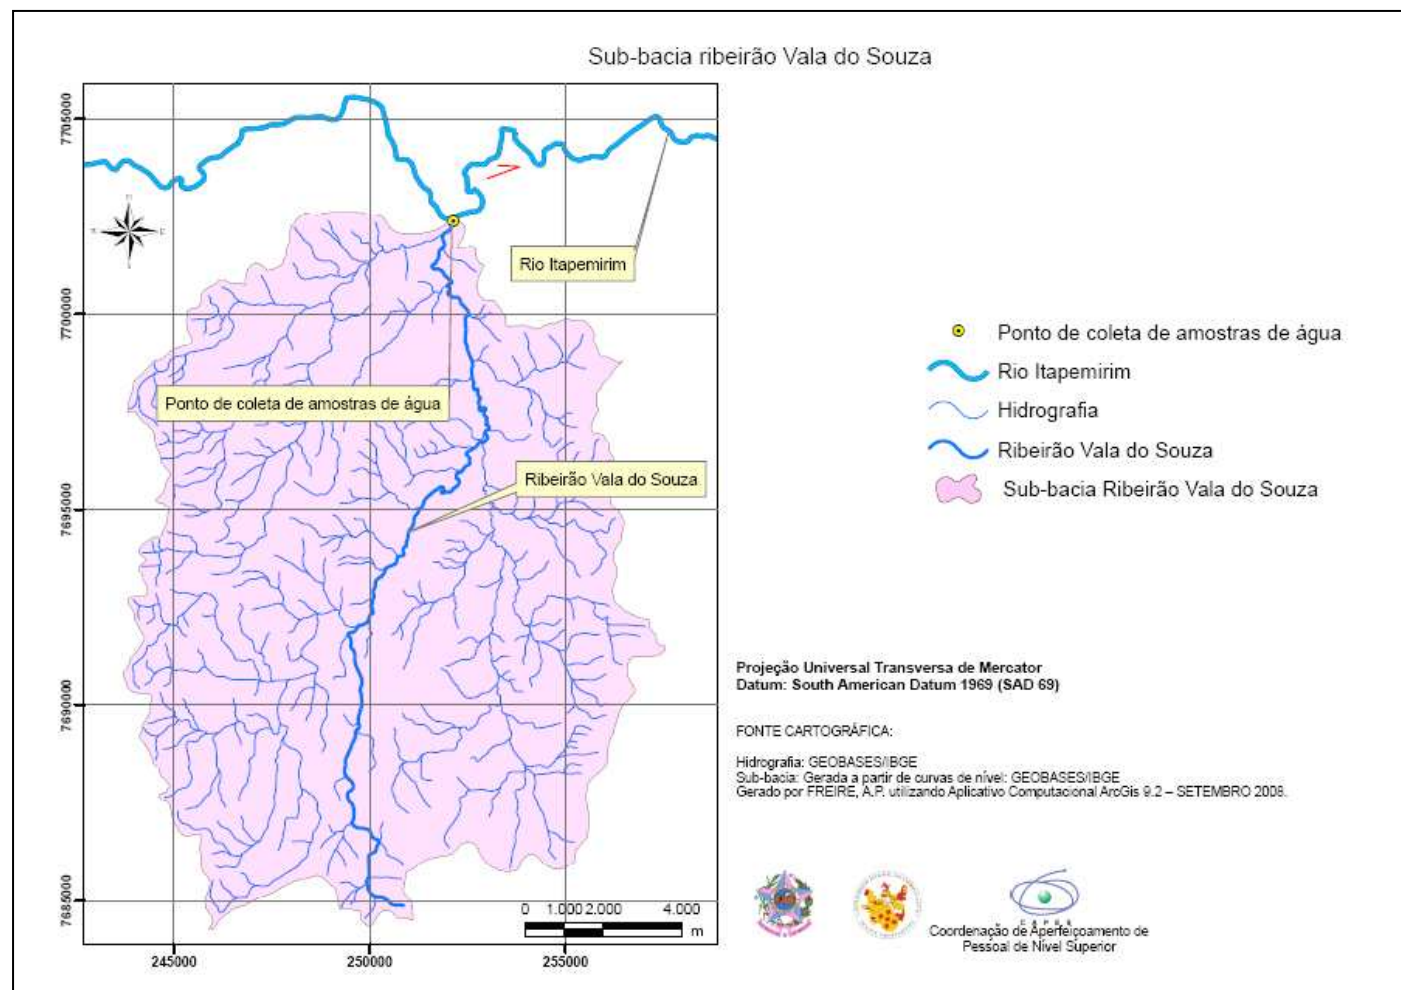 Sub-bacia ribeirão Vala do Souza
7705000
7700000
7695000
7690000
7685000
245000
250000
255000
Rio Itapemirim
Ponto de coleta de amostras de água
Ribeirão Vala do Souza
0 1.000 2.000 4.000
m
Ponto de coleta de amostras de água
Rio Itapemirim
Hidrografia
Ribeirão Vala do Souza
Sub-bacia Ribeirão Vala do Souza
Projeção Universal Transversa de Mercator
Datum: South American Datum 1969 (SAD 69)
FONTE CARTOGRÁFICA:
Hidrografia: GEOBASES/IBGE
Sub-bacia: Gerada a partir de curvas de nível: GEOBASES/IBGE
Gerado por FREIRE, A.P. utilizando Aplicativo Computacional ArcGis 9.2 – SETEMBRO 2008.
CAPES
Coordenação de Aperfeiçoamento de
Pessoal de Nível Superior